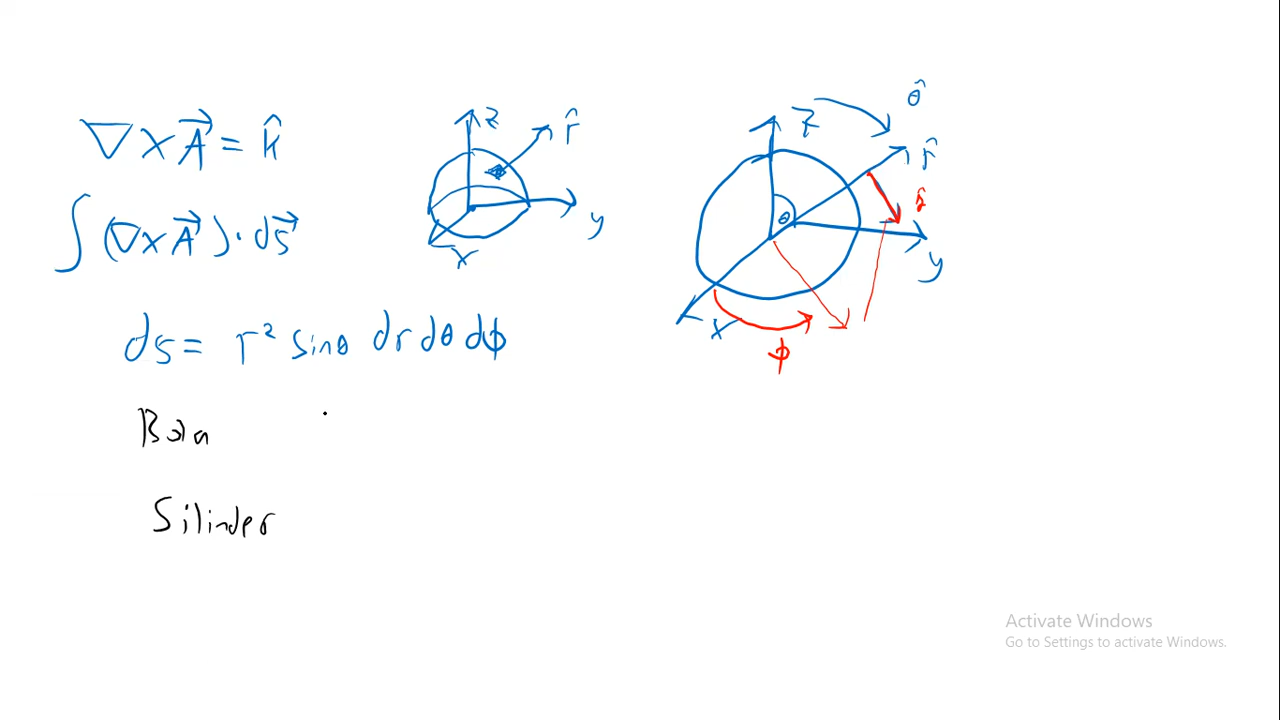 ∇ × A⃗ = k̂
∫ (∇ × A⃗) · ds⃗
ds = r² sinθ dr dθ dϕ
Bola
Silinder
z
r̂
y
x
z
θ̂
r̂
θ
y
x
ϕ
Activate Windows
Go to Settings to activate Windows.